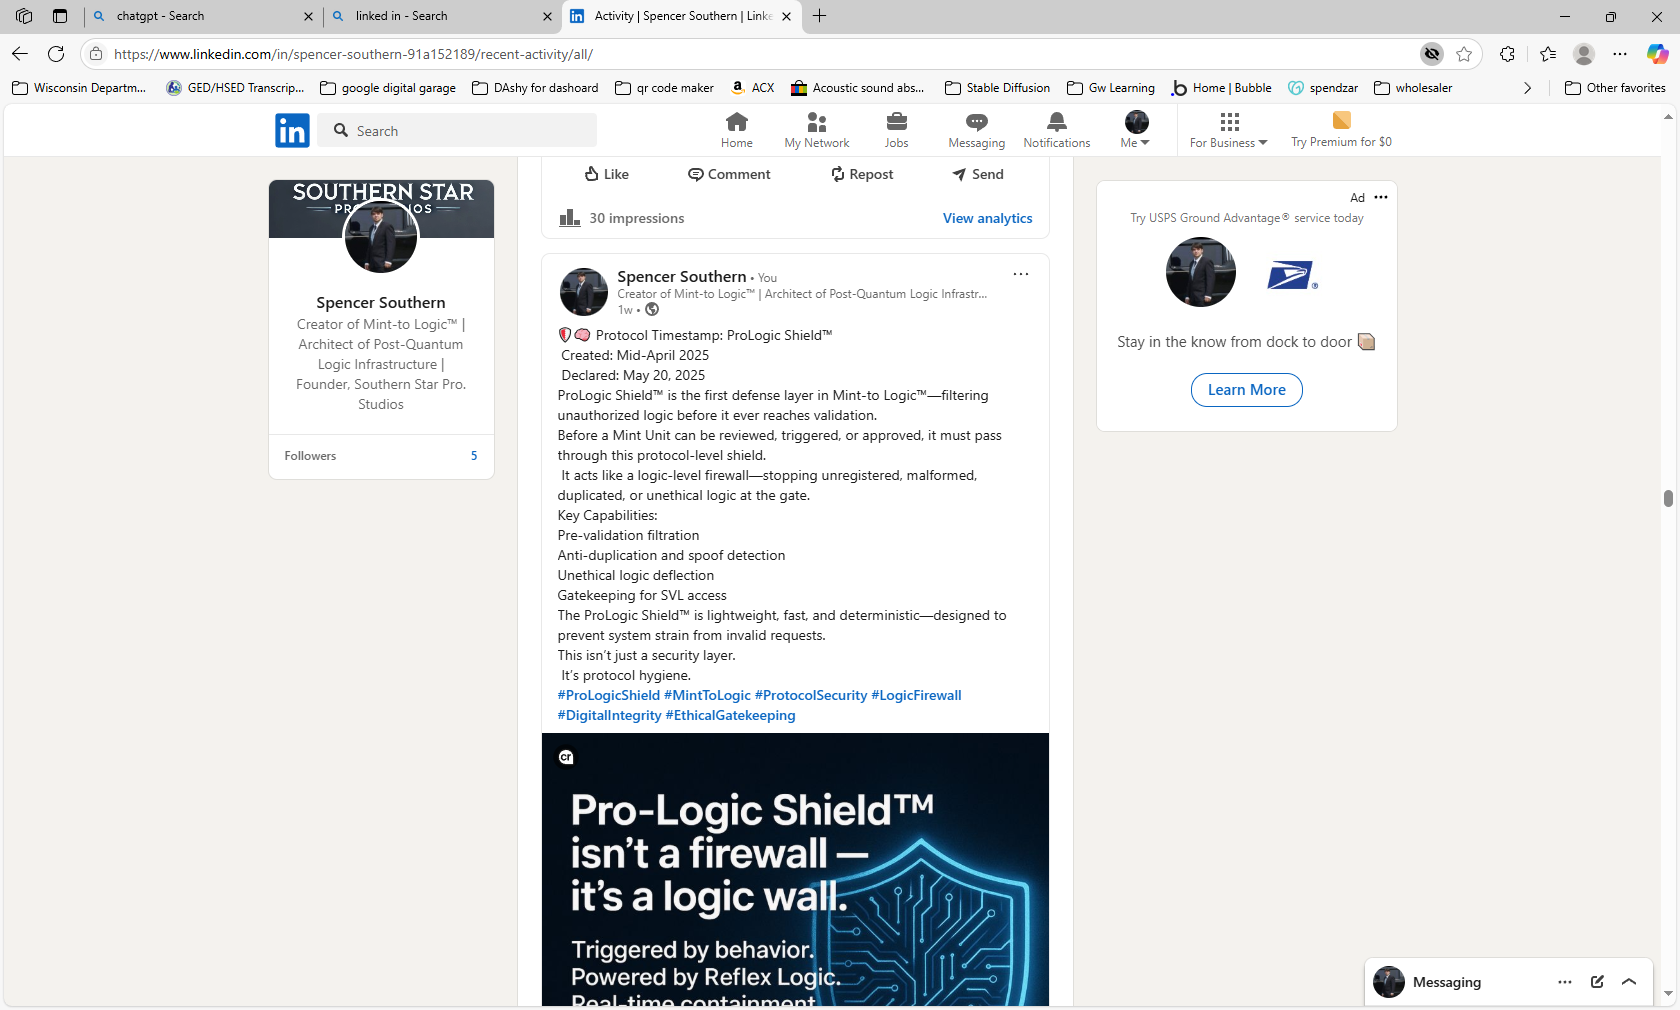 chatgpt - Search
linked in - Search
Activity | Spencer Southern | Linke
https://www.linkedin.com/in/spencer-southern-91a152189/recent-activity/all/
Wisconsin Departm...
GED/HSED Transcrip...
google digital garage
DAshy for dashoard
qr code maker
ACX
Acoustic sound abs...
Stable Diffusion
Gw Learning
Home | Bubble
spendzar
wholesaler
Other favorites
in
Search
Home
My Network
Jobs
Messaging
Notifications
Me
For Business
Try Premium for $0
SOUTHERN STAR
Spencer Southern
Creator of Mint-to Logic™ |
Architect of Post-Quantum
Logic Infrastructure |
Founder, Southern Star Pro.
Studios
Followers 5
Like Comment Repost Send
30 impressions View analytics
Spencer Southern • You
Creator of Mint-to Logic™ | Architect of Post-Quantum Logic Infrastr...
1w •
Protocol Timestamp: ProLogic Shield™
Created: Mid-April 2025
Declared: May 20, 2025
ProLogic Shield™ is the first defense layer in Mint-to Logic™—filtering
unauthorized logic before it ever reaches validation.
Before a Mint Unit can be reviewed, triggered, or approved, it must pass
through this protocol-level shield.
It acts like a logic-level firewall—stopping unregistered, malformed,
duplicated, or unethical logic at the gate.
Key Capabilities:
Pre-validation filtration
Anti-duplication and spoof detection
Unethical logic deflection
Gatekeeping for SVL access
The ProLogic Shield™ is lightweight, fast, and deterministic—designed to
prevent system strain from invalid requests.
This isn't just a security layer.
It's protocol hygiene.
#ProLogicShield #MintToLogic #ProtocolSecurity #LogicFirewall
#DigitalIntegrity #EthicalGatekeeping
cr
Pro-Logic Shield™
isn't a firewall —
it's a logic wall.
Triggered by behavior.
Powered by Reflex Logic.
Real-time containment
Ad
Try USPS Ground Advantage® service today
Stay in the know from dock to door
Learn More
Messaging